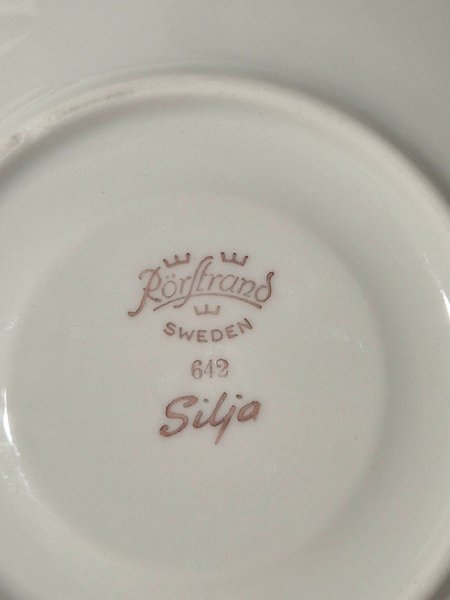 Rörstrand
SWEDEN
642
Silja